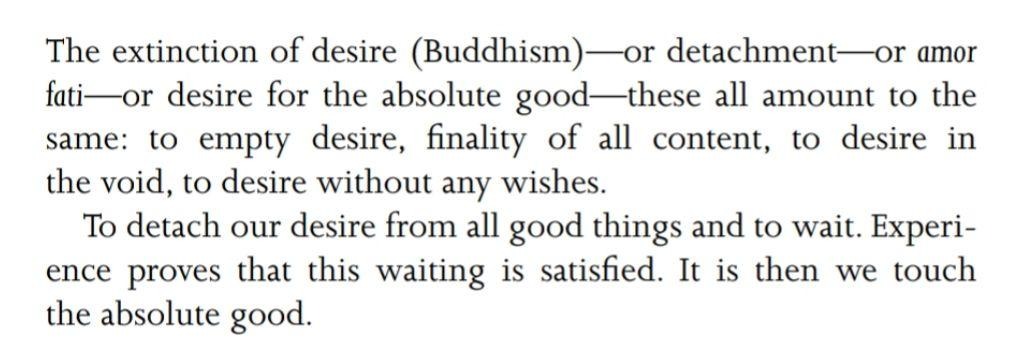 The extinction of desire (Buddhism)—or detachment—or amor
fati—or desire for the absolute good—these all amount to the
same: to empty desire, finality of all content, to desire in
the void, to desire without any wishes.
To detach our desire from all good things and to wait. Experi-
ence proves that this waiting is satisfied. It is then we touch
the absolute good.